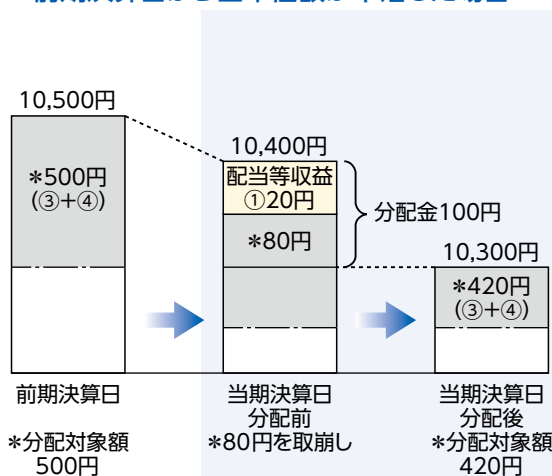 10,500円
*500円
(③+④)
10,400円
配当等収益
①20円
*80円
分配金100円
10,300円
*420円
(③+④)
前期決算日
*分配対象額
500円
当期決算日
分配前
*80円を取崩し
当期決算日
分配後
*分配対象額
420円